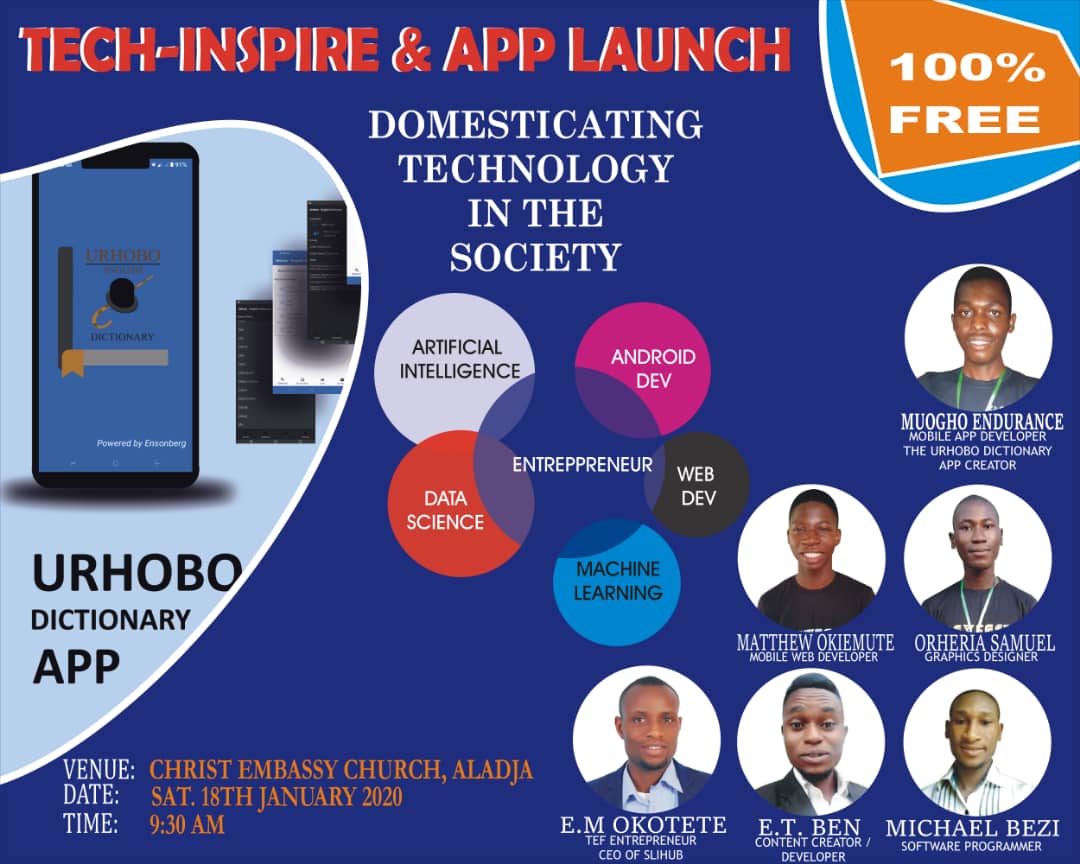 TECH-INSPIRE & APP LAUNCH
100%
FREE
DOMESTICATING
TECHNOLOGY
IN THE
SOCIETY
91%
URHOBO
ENGLISH
DICTIONARY
Powered by Ensonberg
ARTIFICIAL
INTELLIGENCE
ANDROID
DEV
ENTREPPRENEUR
WEB
DEV
DATA
SCIENCE
MACHINE
LEARNING
MUOGHO ENDURANCE
MOBILE APP DEVELOPER
THE URHOBO DICTIONARY
APP CREATOR
URHOBO
DICTIONARY
APP
MATTHEW OKIEMUTE
MOBILE WEB DEVELOPER
ORHERIA SAMUEL
GRAPHICS DESIGNER
VENUE: CHRIST EMBASSY CHURCH, ALADJA
DATE: SAT. 18TH JANUARY 2020
TIME: 9:30 AM
E.M OKOTETE
TEF ENTREPRENEUR
CEO OF SLIHUB
E.T. BEN
CONTENT CREATOR /
DEVELOPER
MICHAEL BEZI
SOFTWARE PROGRAMMER